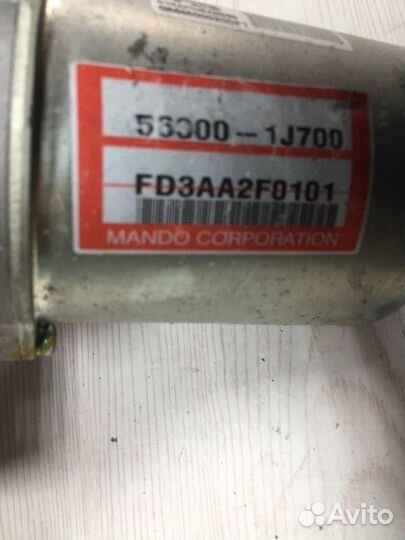 56300-1J700
FD3AA2F0101
MANDO CORPORATION
Avito